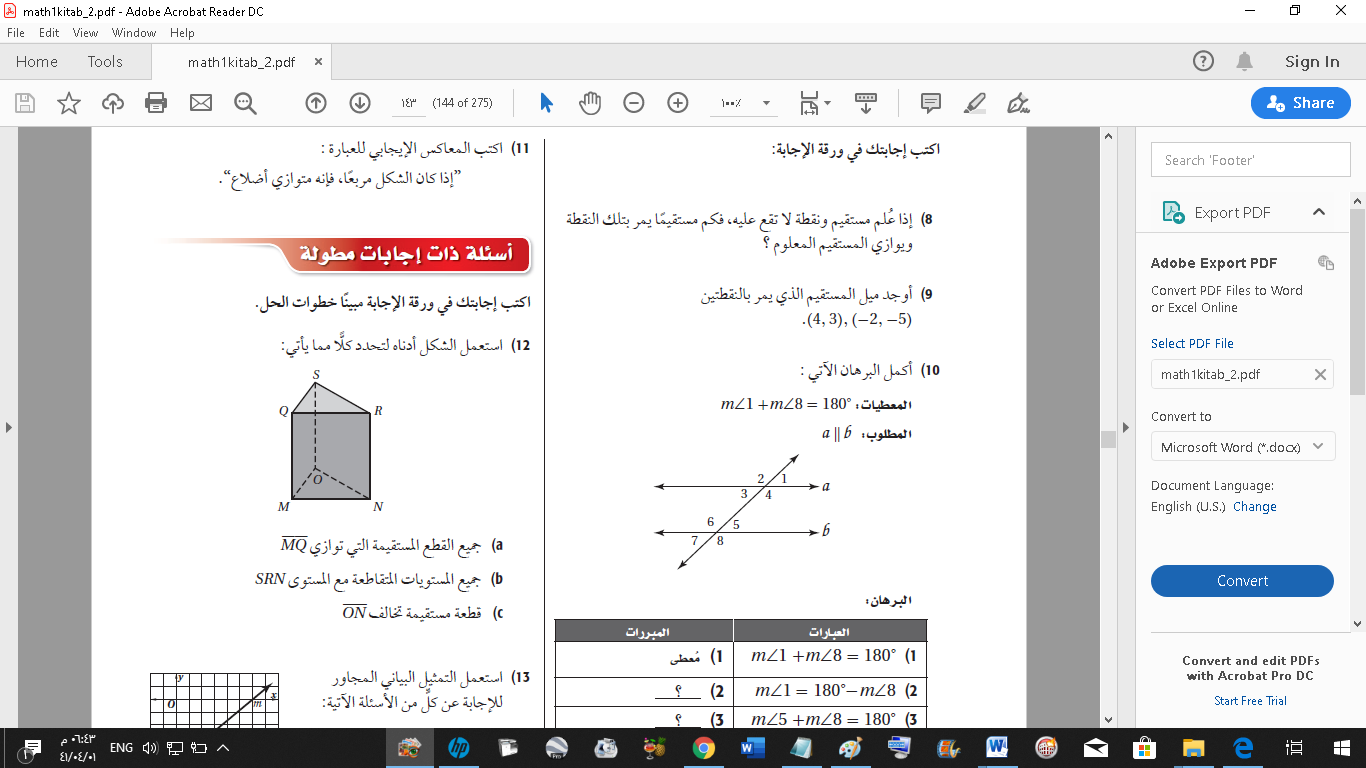 math1kitab_2.pdf - Adobe Acrobat Reader DC
File Edit View Window Help
Home Tools math1kitab_2.pdf × Sign In
١٤٣ (144 of 275) ١٠٠٪ Share
اكتب إجابتك في ورقة الإجابة:
8) إذا عُلم مستقيم ونقطة لا تقع عليه، فكم مستقيمًا يمر بتلك النقطة
ويوازي المستقيم المعلوم ؟
9) أوجد ميل المستقيم الذي يمر بالنقطتين
(4, 3), (−2, −5).
10) أكمل البرهان الآتي :
المعطيات: m∠1 + m∠8 = 180°
المطلوب: a ∥ b
2 1
3 4
a
6 5
7 8
b
البرهان:
العبارات المبررات
1) m∠1 + m∠8 = 180° 1) مُعطى
2) m∠1 = 180° − m∠8 2) ؟
3) m∠5 + m∠8 = 180° 3) ؟
11) اكتب المعاكس الإيجابي للعبارة :
”إذا كان الشكل مربعًا، فإنه متوازي أضلاع“.
أسئلة ذات إجابات مطولة
اكتب إجابتك في ورقة الإجابة مبينًا خطوات الحل.
12) استعمل الشكل أدناه لتحدد كلًّا مما يأتي:
S
Q R
O
M N
a) جميع القطع المستقيمة التي توازي MQ
b) جميع المستويات المتقاطعة مع المستوى SRN
c) قطعة مستقيمة تخالف ON
13) استعمل التمثيل البياني المجاور
للإجابة عن كلٍّ من الأسئلة الآتية:
y
O m x
Search 'Footer'
Export PDF
Adobe Export PDF
Convert PDF Files to Word
or Excel Online
Select PDF File
math1kitab_2.pdf
Convert to
Microsoft Word (*.docx)
Document Language:
English (U.S.) Change
Convert
Convert and edit PDFs
with Acrobat Pro DC
Start Free Trial
ENG
٠٦:٤٣ م
٤١/٠٤/٠١